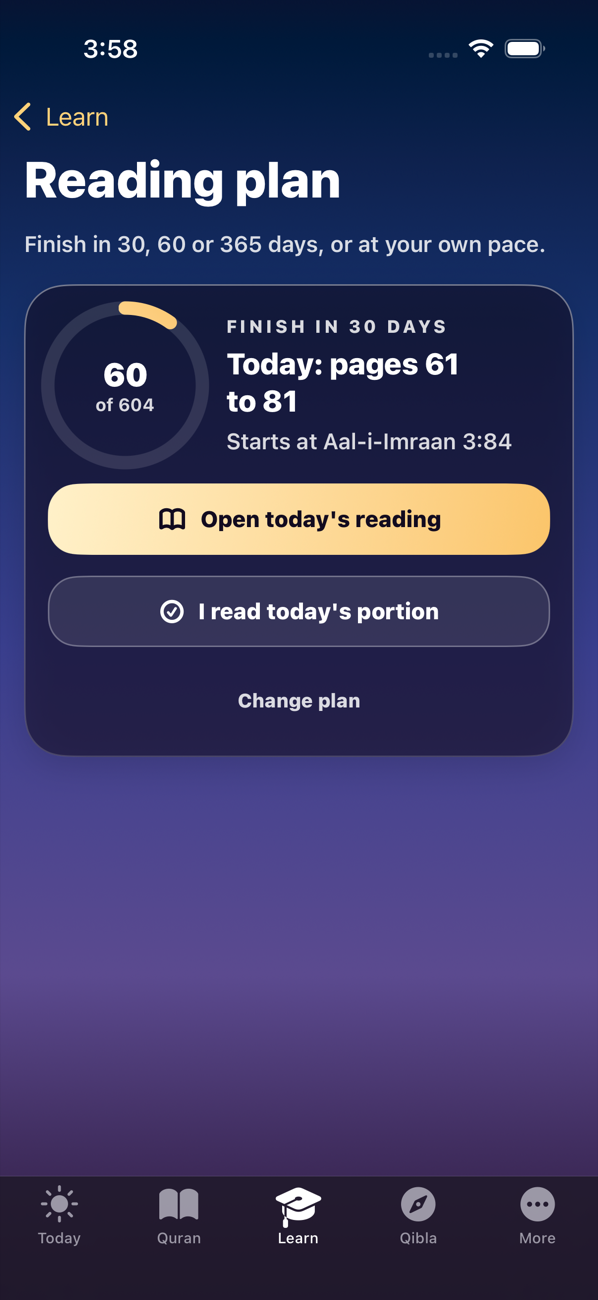 3:58
Learn
Reading plan
Finish in 30, 60 or 365 days, or at your own pace.
60
of 604
FINISH IN 30 DAYS
Today: pages 61
to 81
Starts at Aal-i-Imraan 3:84
Open today's reading
I read today's portion
Change plan
Today
Quran
Learn
Qibla
More